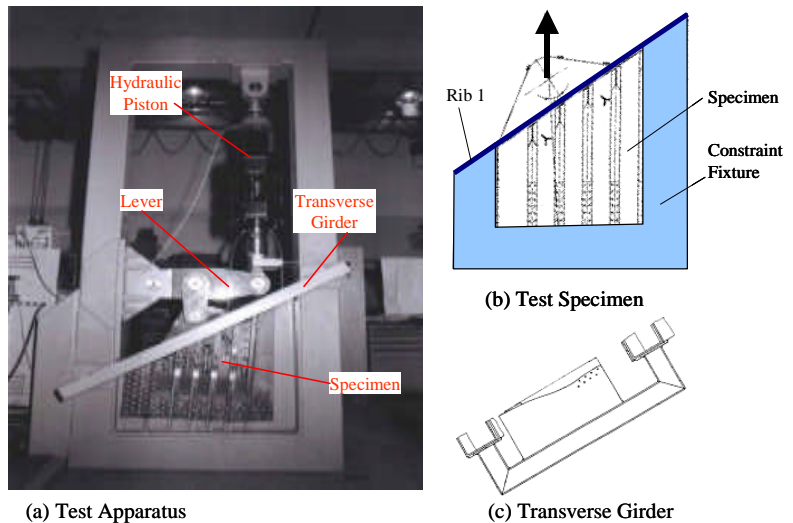 Hydraulic
Piston
Lever
Transverse
Girder
Specimen
(a) Test Apparatus
Rib 1
Specimen
Constraint
Fixture
(b) Test Specimen
(c) Transverse Girder